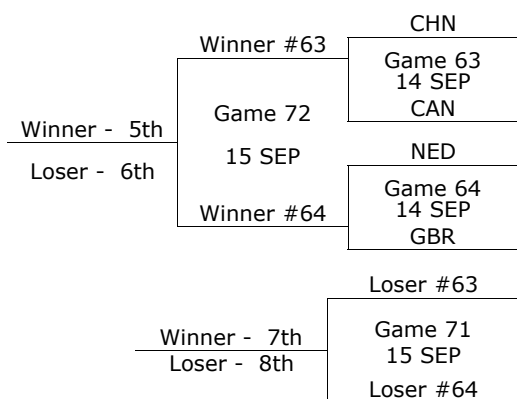 CHN
Winner #63
Game 63
14 SEP
CAN
Game 72
Winner - 5th
15 SEP
NED
Loser - 6th
Game 64
Winner #64
14 SEP
GBR
Loser #63
Winner - 7th
Game 71
Loser - 8th
15 SEP
Loser #64